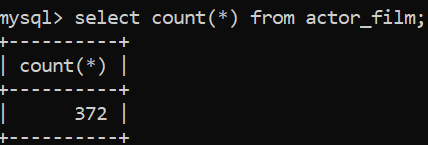 mysql> select count(*) from actor_film;
+----------+
| count(*) |
+----------+
|      372 |
+----------+